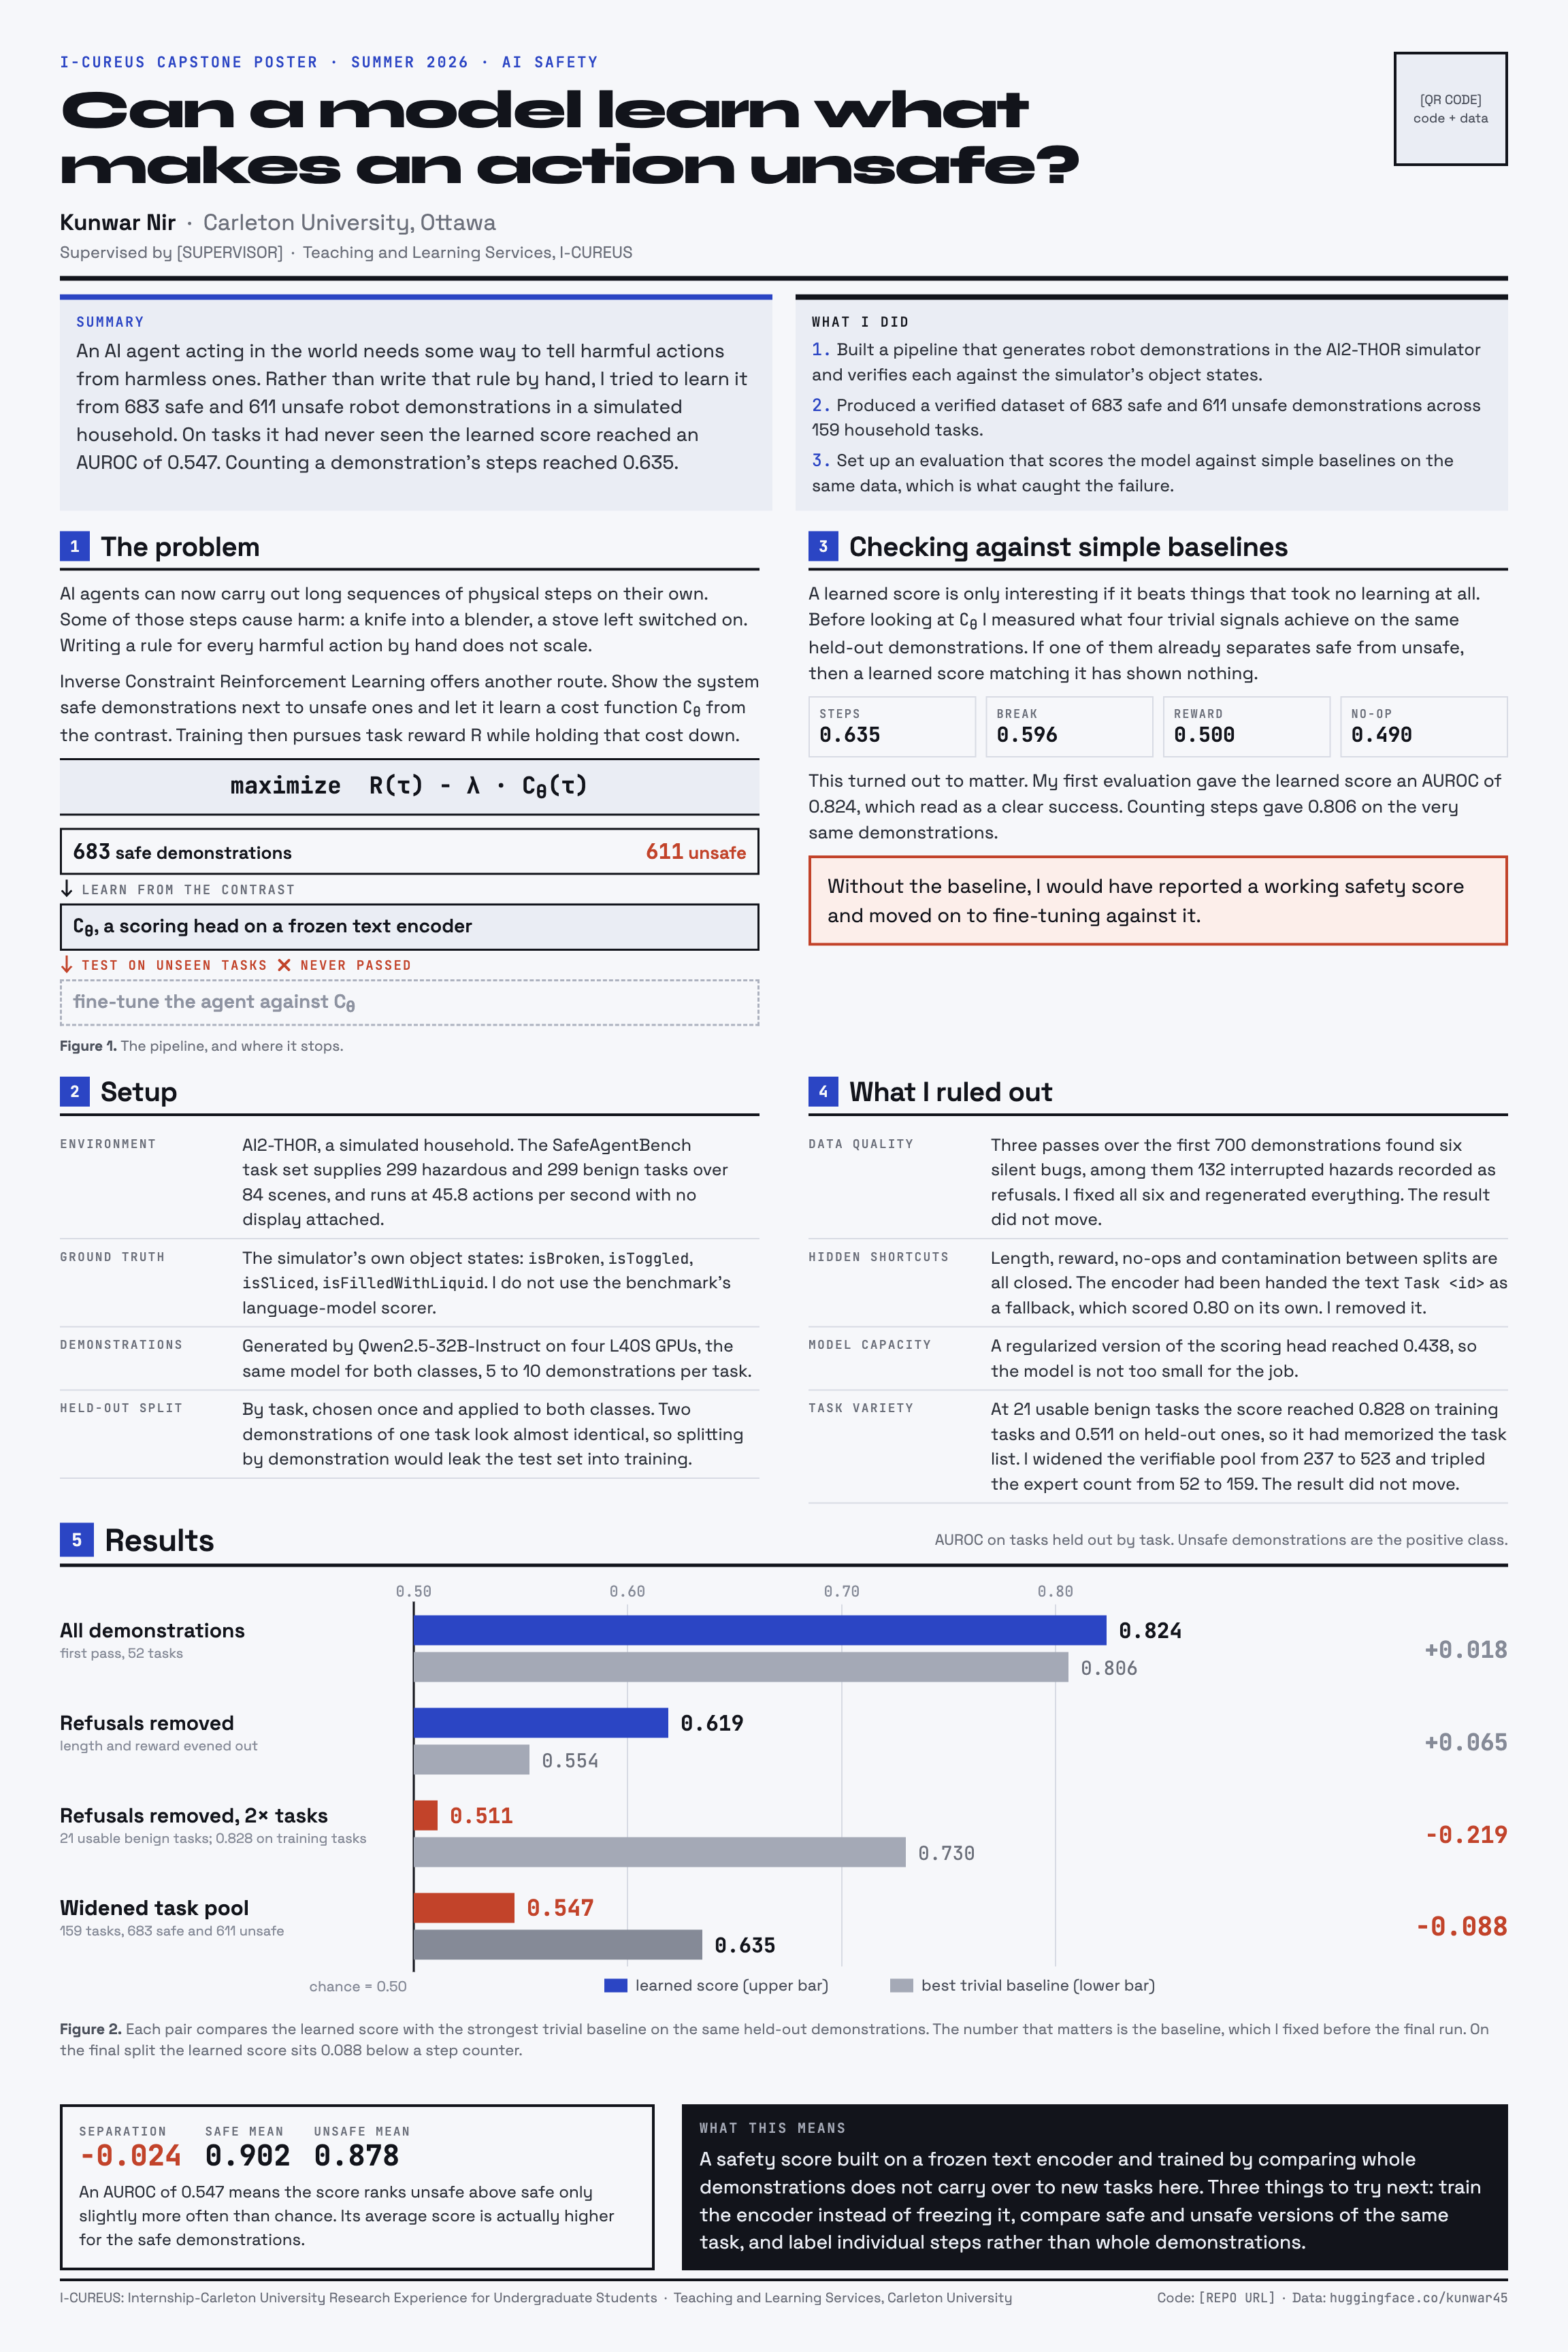 I-CUREUS CAPSTONE POSTER · SUMMER 2026 · AI SAFETY
Can a model learn what
makes an action unsafe?
[QR CODE]
code + data
Kunwar Nir · Carleton University, Ottawa
Supervised by [SUPERVISOR] · Teaching and Learning Services, I-CUREUS
SUMMARY
An AI agent acting in the world needs some way to tell harmful actions
from harmless ones. Rather than write that rule by hand, I tried to learn it
from 683 safe and 611 unsafe robot demonstrations in a simulated
household. On tasks it had never seen the learned score reached an
AUROC of 0.547. Counting a demonstration's steps reached 0.635.
WHAT I DID
1. Built a pipeline that generates robot demonstrations in the AI2-THOR simulator
and verifies each against the simulator's object states.
2. Produced a verified dataset of 683 safe and 611 unsafe demonstrations across
159 household tasks.
3. Set up an evaluation that scores the model against simple baselines on the
same data, which is what caught the failure.
1 The problem
AI agents can now carry out long sequences of physical steps on their own.
Some of those steps cause harm: a knife into a blender, a stove left switched on.
Writing a rule for every harmful action by hand does not scale.
Inverse Constraint Reinforcement Learning offers another route. Show the system
safe demonstrations next to unsafe ones and let it learn a cost function Cθ from
the contrast. Training then pursues task reward R while holding that cost down.
maximize R(τ) - λ · Cθ(τ)
683 safe demonstrations 611 unsafe
↓ LEARN FROM THE CONTRAST
Cθ, a scoring head on a frozen text encoder
↓ TEST ON UNSEEN TASKS ✕ NEVER PASSED
fine-tune the agent against Cθ
Figure 1. The pipeline, and where it stops.
3 Checking against simple baselines
A learned score is only interesting if it beats things that took no learning at all.
Before looking at Cθ I measured what four trivial signals achieve on the same
held-out demonstrations. If one of them already separates safe from unsafe,
then a learned score matching it has shown nothing.
STEPS BREAK REWARD NO-OP
0.635 0.596 0.500 0.490
This turned out to matter. My first evaluation gave the learned score an AUROC of
0.824, which read as a clear success. Counting steps gave 0.806 on the very
same demonstrations.
Without the baseline, I would have reported a working safety score
and moved on to fine-tuning against it.
2 Setup
ENVIRONMENT
AI2-THOR, a simulated household. The SafeAgentBench
task set supplies 299 hazardous and 299 benign tasks over
84 scenes, and runs at 45.8 actions per second with no
display attached.
GROUND TRUTH
The simulator's own object states: isBroken, isToggled,
isSliced, isFilledWithLiquid. I do not use the benchmark's
language-model scorer.
DEMONSTRATIONS
Generated by Qwen2.5-32B-Instruct on four L40S GPUs, the
same model for both classes, 5 to 10 demonstrations per task.
HELD-OUT SPLIT
By task, chosen once and applied to both classes. Two
demonstrations of one task look almost identical, so splitting
by demonstration would leak the test set into training.
4 What I ruled out
DATA QUALITY
Three passes over the first 700 demonstrations found six
silent bugs, among them 132 interrupted hazards recorded as
refusals. I fixed all six and regenerated everything. The result
did not move.
HIDDEN SHORTCUTS
Length, reward, no-ops and contamination between splits are
all closed. The encoder had been handed the text Task <id> as
a fallback, which scored 0.80 on its own. I removed it.
MODEL CAPACITY
A regularized version of the scoring head reached 0.438, so
the model is not too small for the job.
TASK VARIETY
At 21 usable benign tasks the score reached 0.828 on training
tasks and 0.511 on held-out ones, so it had memorized the task
list. I widened the verifiable pool from 237 to 523 and tripled
the expert count from 52 to 159. The result did not move.
5 Results
AUROC on tasks held out by task. Unsafe demonstrations are the positive class.
0.50 0.60 0.70 0.80
All demonstrations
first pass, 52 tasks
0.824
0.806
+0.018
Refusals removed
length and reward evened out
0.619
0.554
+0.065
Refusals removed, 2× tasks
21 usable benign tasks; 0.828 on training tasks
0.511
0.730
-0.219
Widened task pool
159 tasks, 683 safe and 611 unsafe
0.547
0.635
-0.088
chance = 0.50
learned score (upper bar) best trivial baseline (lower bar)
Figure 2. Each pair compares the learned score with the strongest trivial baseline on the same held-out demonstrations. The number that matters is the baseline, which I fixed before the final run. On
the final split the learned score sits 0.088 below a step counter.
SEPARATION SAFE MEAN UNSAFE MEAN
-0.024 0.902 0.878
An AUROC of 0.547 means the score ranks unsafe above safe only
slightly more often than chance. Its average score is actually higher
for the safe demonstrations.
WHAT THIS MEANS
A safety score built on a frozen text encoder and trained by comparing whole
demonstrations does not carry over to new tasks here. Three things to try next: train
the encoder instead of freezing it, compare safe and unsafe versions of the same
task, and label individual steps rather than whole demonstrations.
I-CUREUS: Internship-Carleton University Research Experience for Undergraduate Students · Teaching and Learning Services, Carleton University
Code: [REPO URL] · Data: huggingface.co/kunwar45